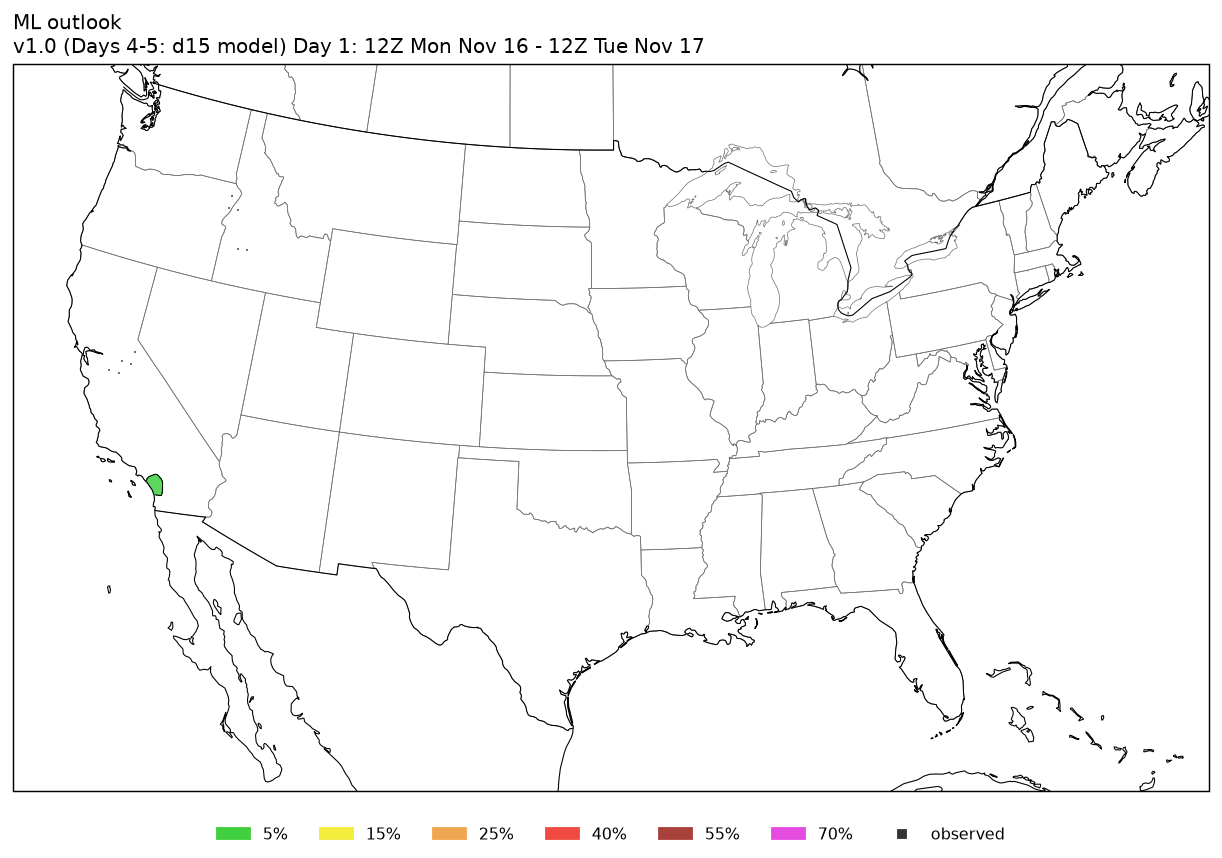 ML outlook
v1.0 (Days 4-5: d15 model) Day 1: 12Z Mon Nov 16 - 12Z Tue Nov 17
5% 15% 25% 40% 55% 70% observed